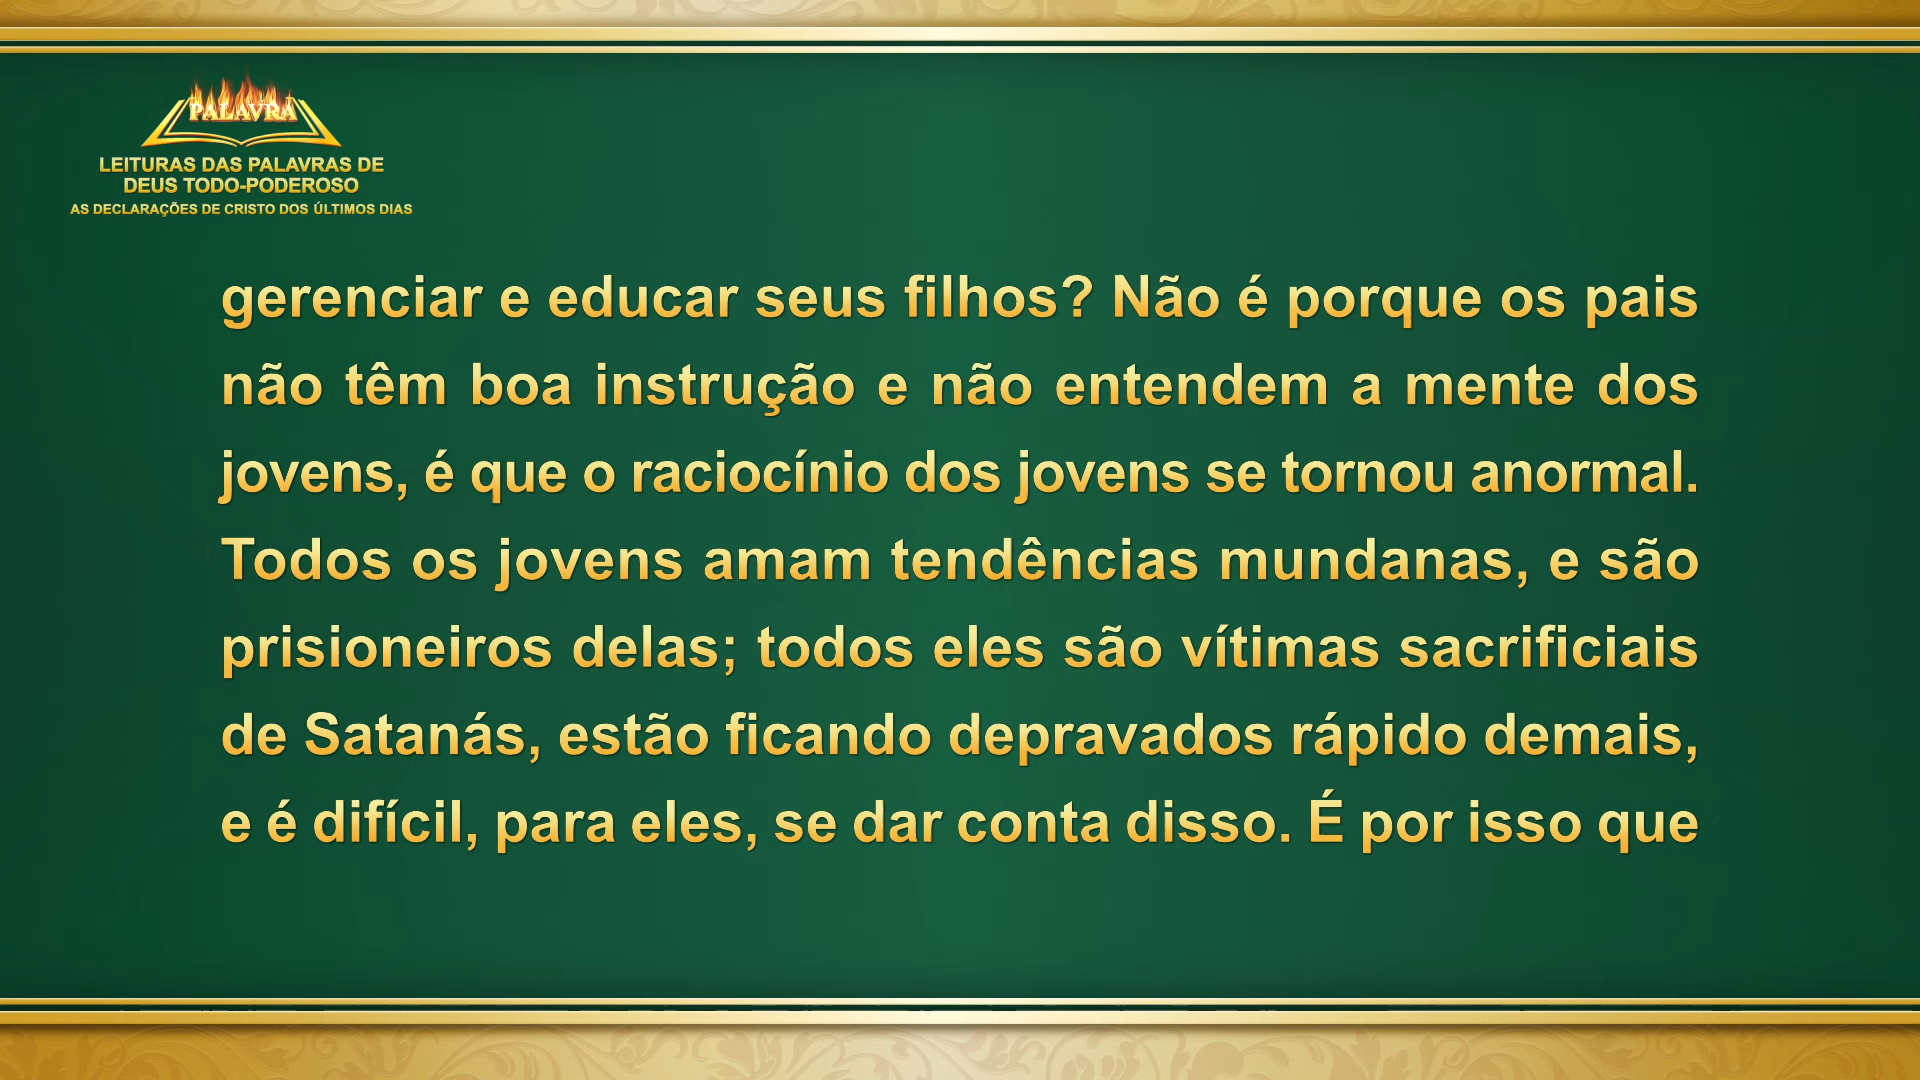 PALAVRA
LEITURAS DAS PALAVRAS DE
DEUS TODO-PODEROSO
AS DECLARAÇÕES DE CRISTO DOS ÚLTIMOS DIAS
gerenciar e educar seus filhos? Não é porque os pais
não têm boa instrução e não entendem a mente dos
jovens, é que o raciocínio dos jovens se tornou anormal.
Todos os jovens amam tendências mundanas, e são
prisioneiros delas; todos eles são vítimas sacrificiais
de Satanás, estão ficando depravados rápido demais,
e é difícil, para eles, se dar conta disso. É por isso que